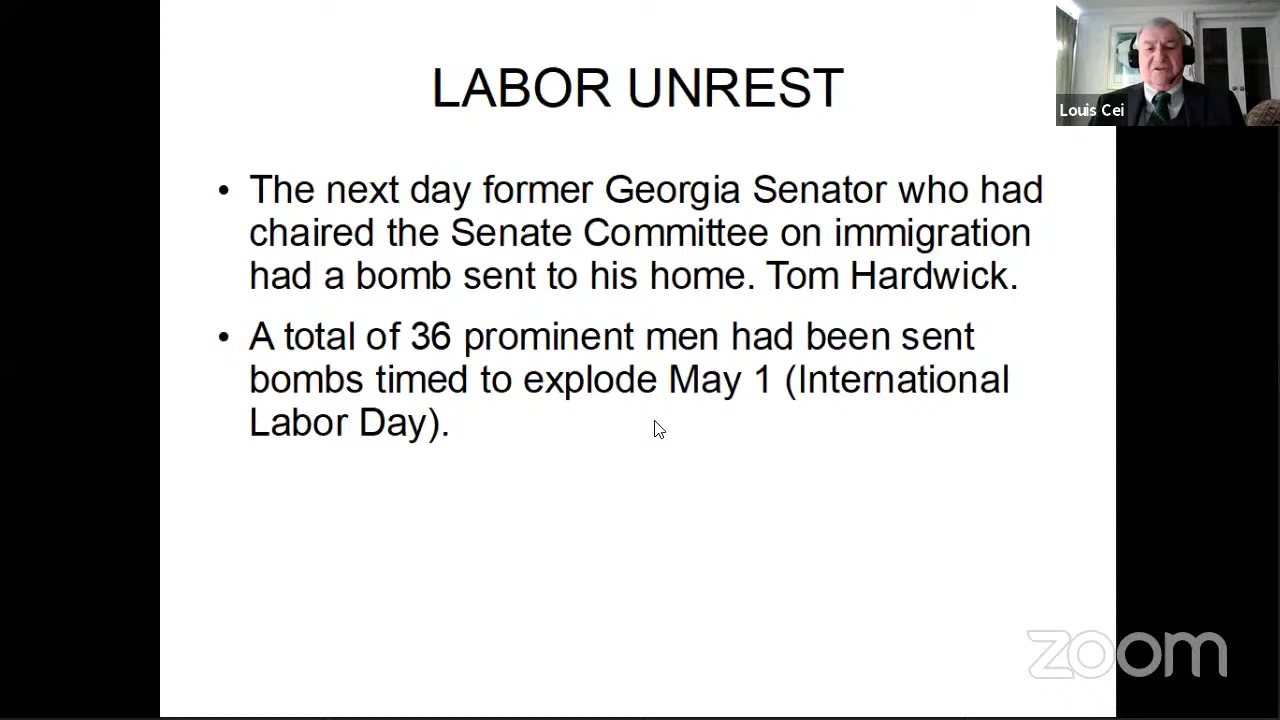 LABOR UNREST
Louis Cei
• The next day former Georgia Senator who had
chaired the Senate Committee on immigration
had a bomb sent to his home. Tom Hardwick.
• A total of 36 prominent men had been sent
bombs timed to explode May 1 (International
Labor Day).
zoom